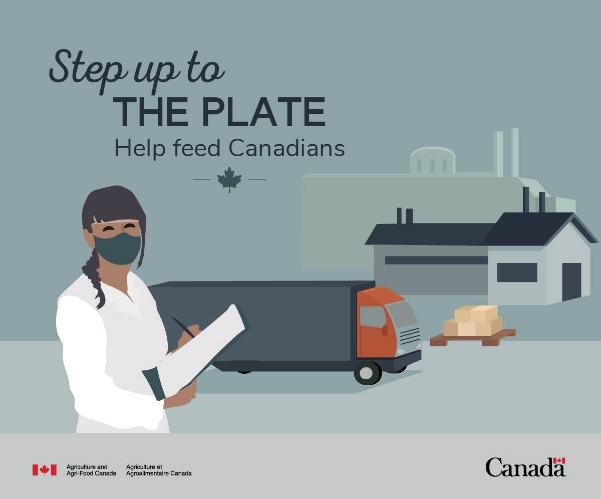 Step up to
THE PLATE
Help feed Canadians
Agriculture and Agriculture et
Agri-Food Canada Agroalimentaire Canada
Canada